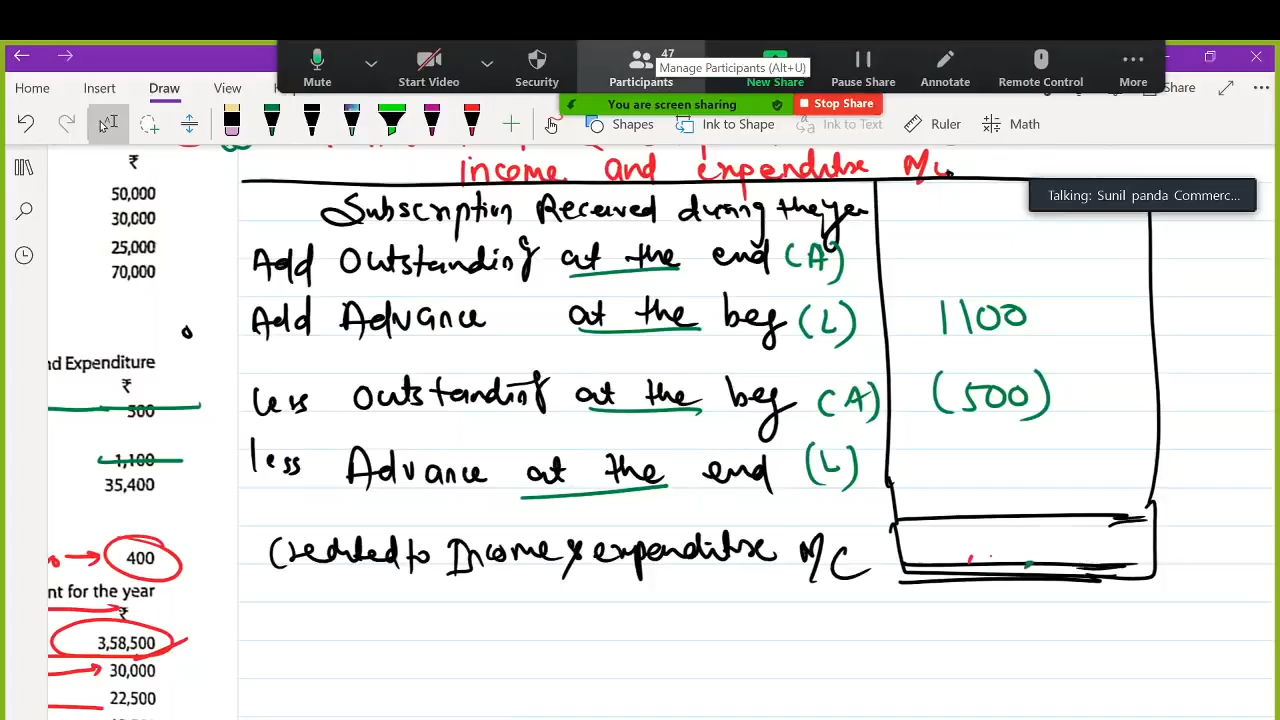 47
Mute
Start Video
Security
Participants
Manage Participants (Alt+U)
New Share
Pause Share
Annotate
Remote Control
More
You are screen sharing
Stop Share
Home
Insert
Draw
View
Share
Shapes
Ink to Shape
Ink to Text
Ruler
Math
Talking: Sunil panda Commerc...
income and expenditure A/c
₹
50,000
30,000
25,000
70,000
nd Expenditure
₹
300
1,100
35,400
400
nt for the year
₹
3,58,500
30,000
22,500
Subscription Received during the year
Add Outstanding at the end (A)
Add Advance at the beg (L) 1100
less Outstanding at the beg (A) (500)
less Advance at the end (L)
Credited to Income & expenditure A/C